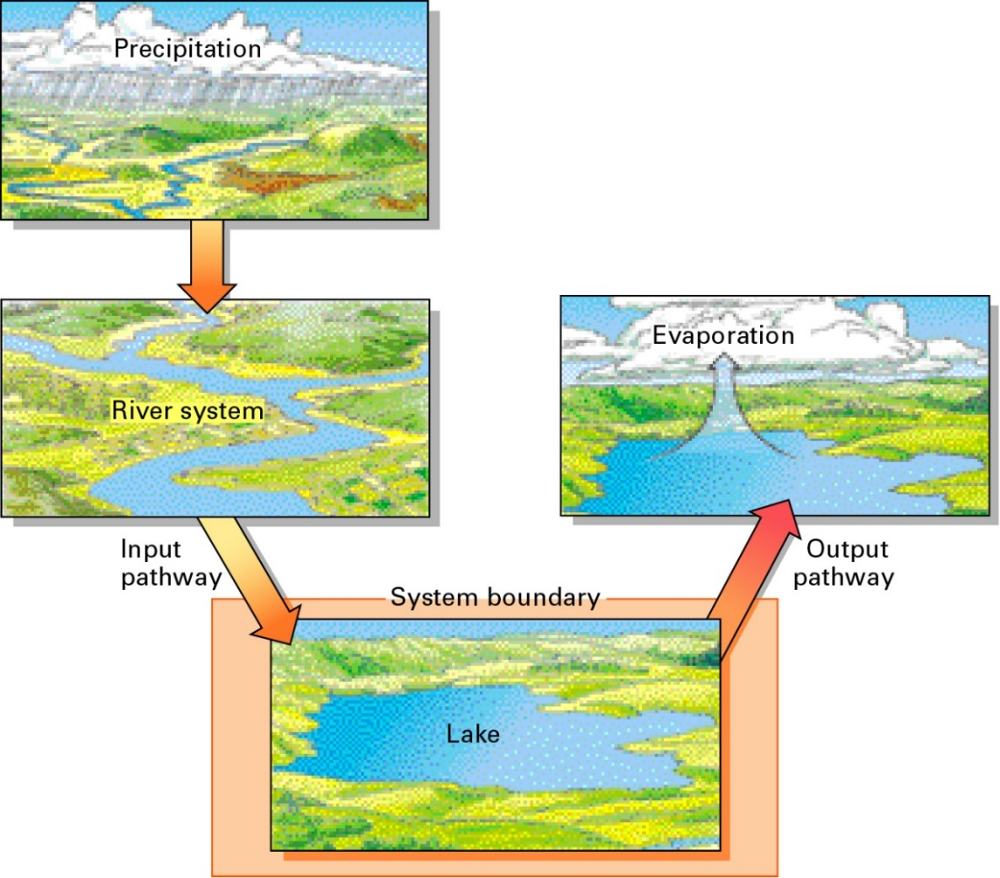 Precipitation
River system
Evaporation
Input
pathway
Output
pathway
System boundary
Lake